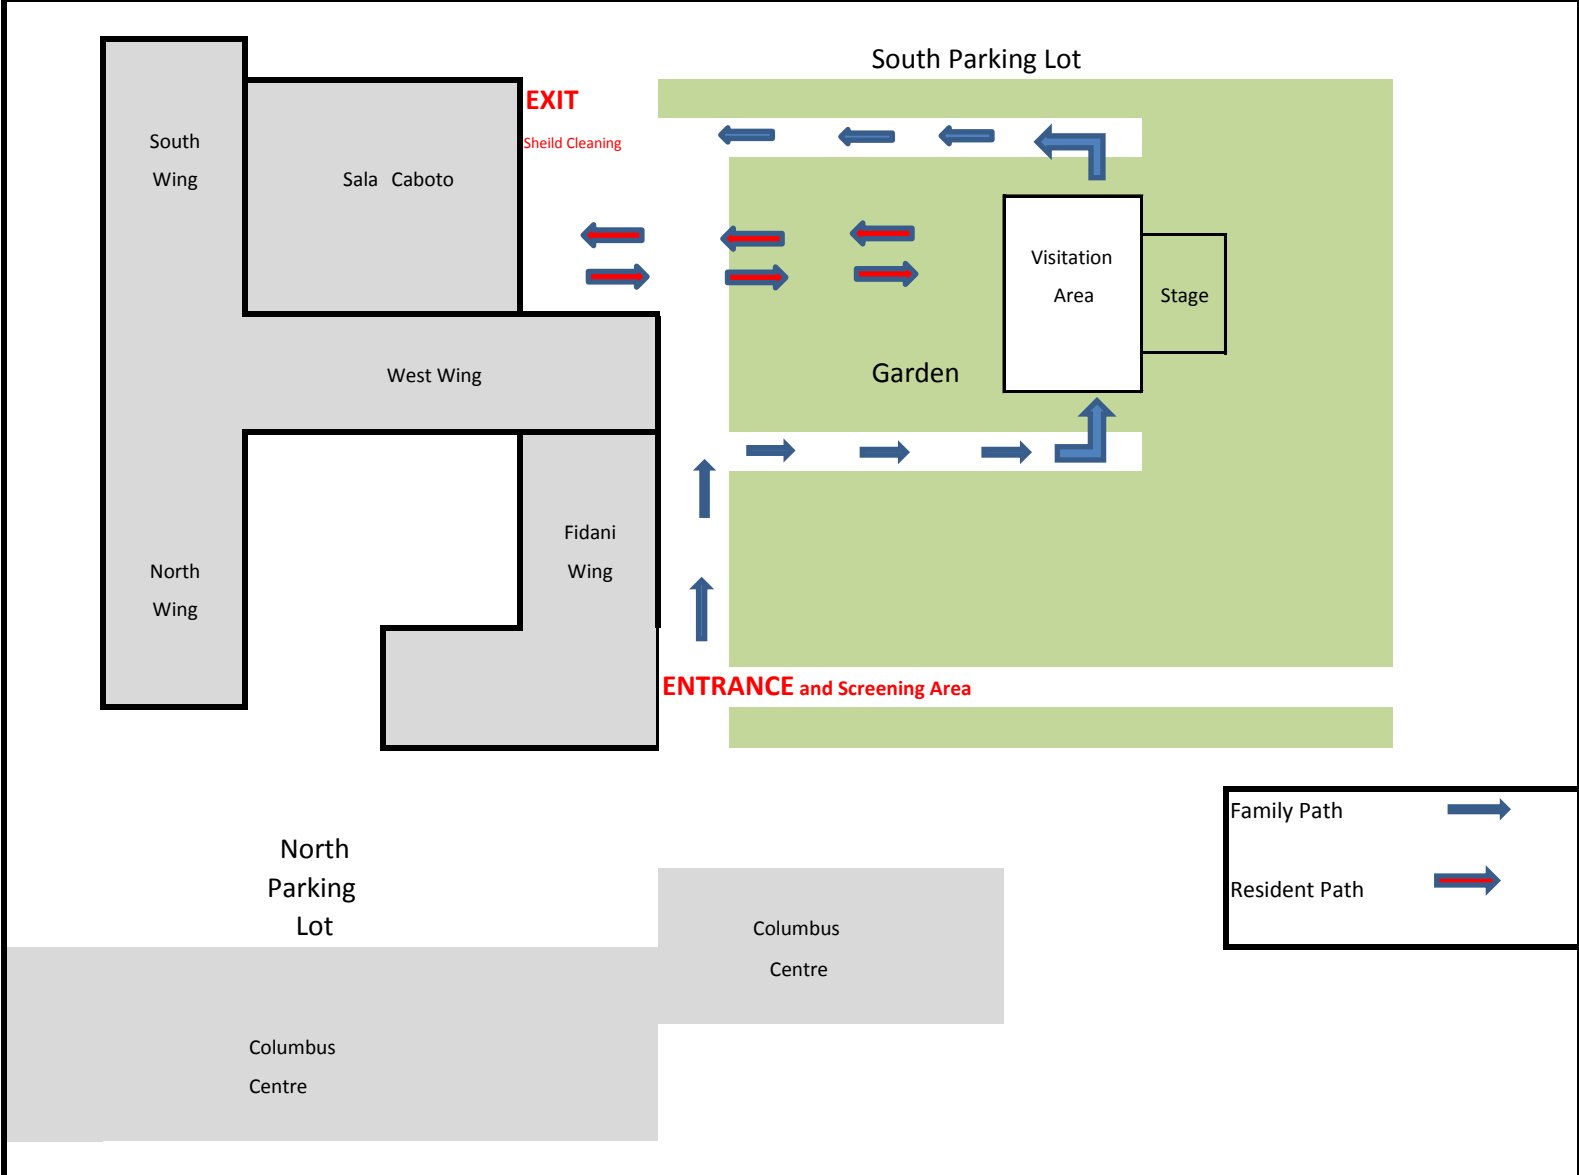 South Parking Lot
EXIT
Sheild Cleaning
South
Wing
Sala Caboto
Visitation
Area
Stage
West Wing
Garden
Fidani
Wing
North
Wing
ENTRANCE and Screening Area
Family Path
Resident Path
North
Parking
Lot
Columbus
Centre
Columbus
Centre